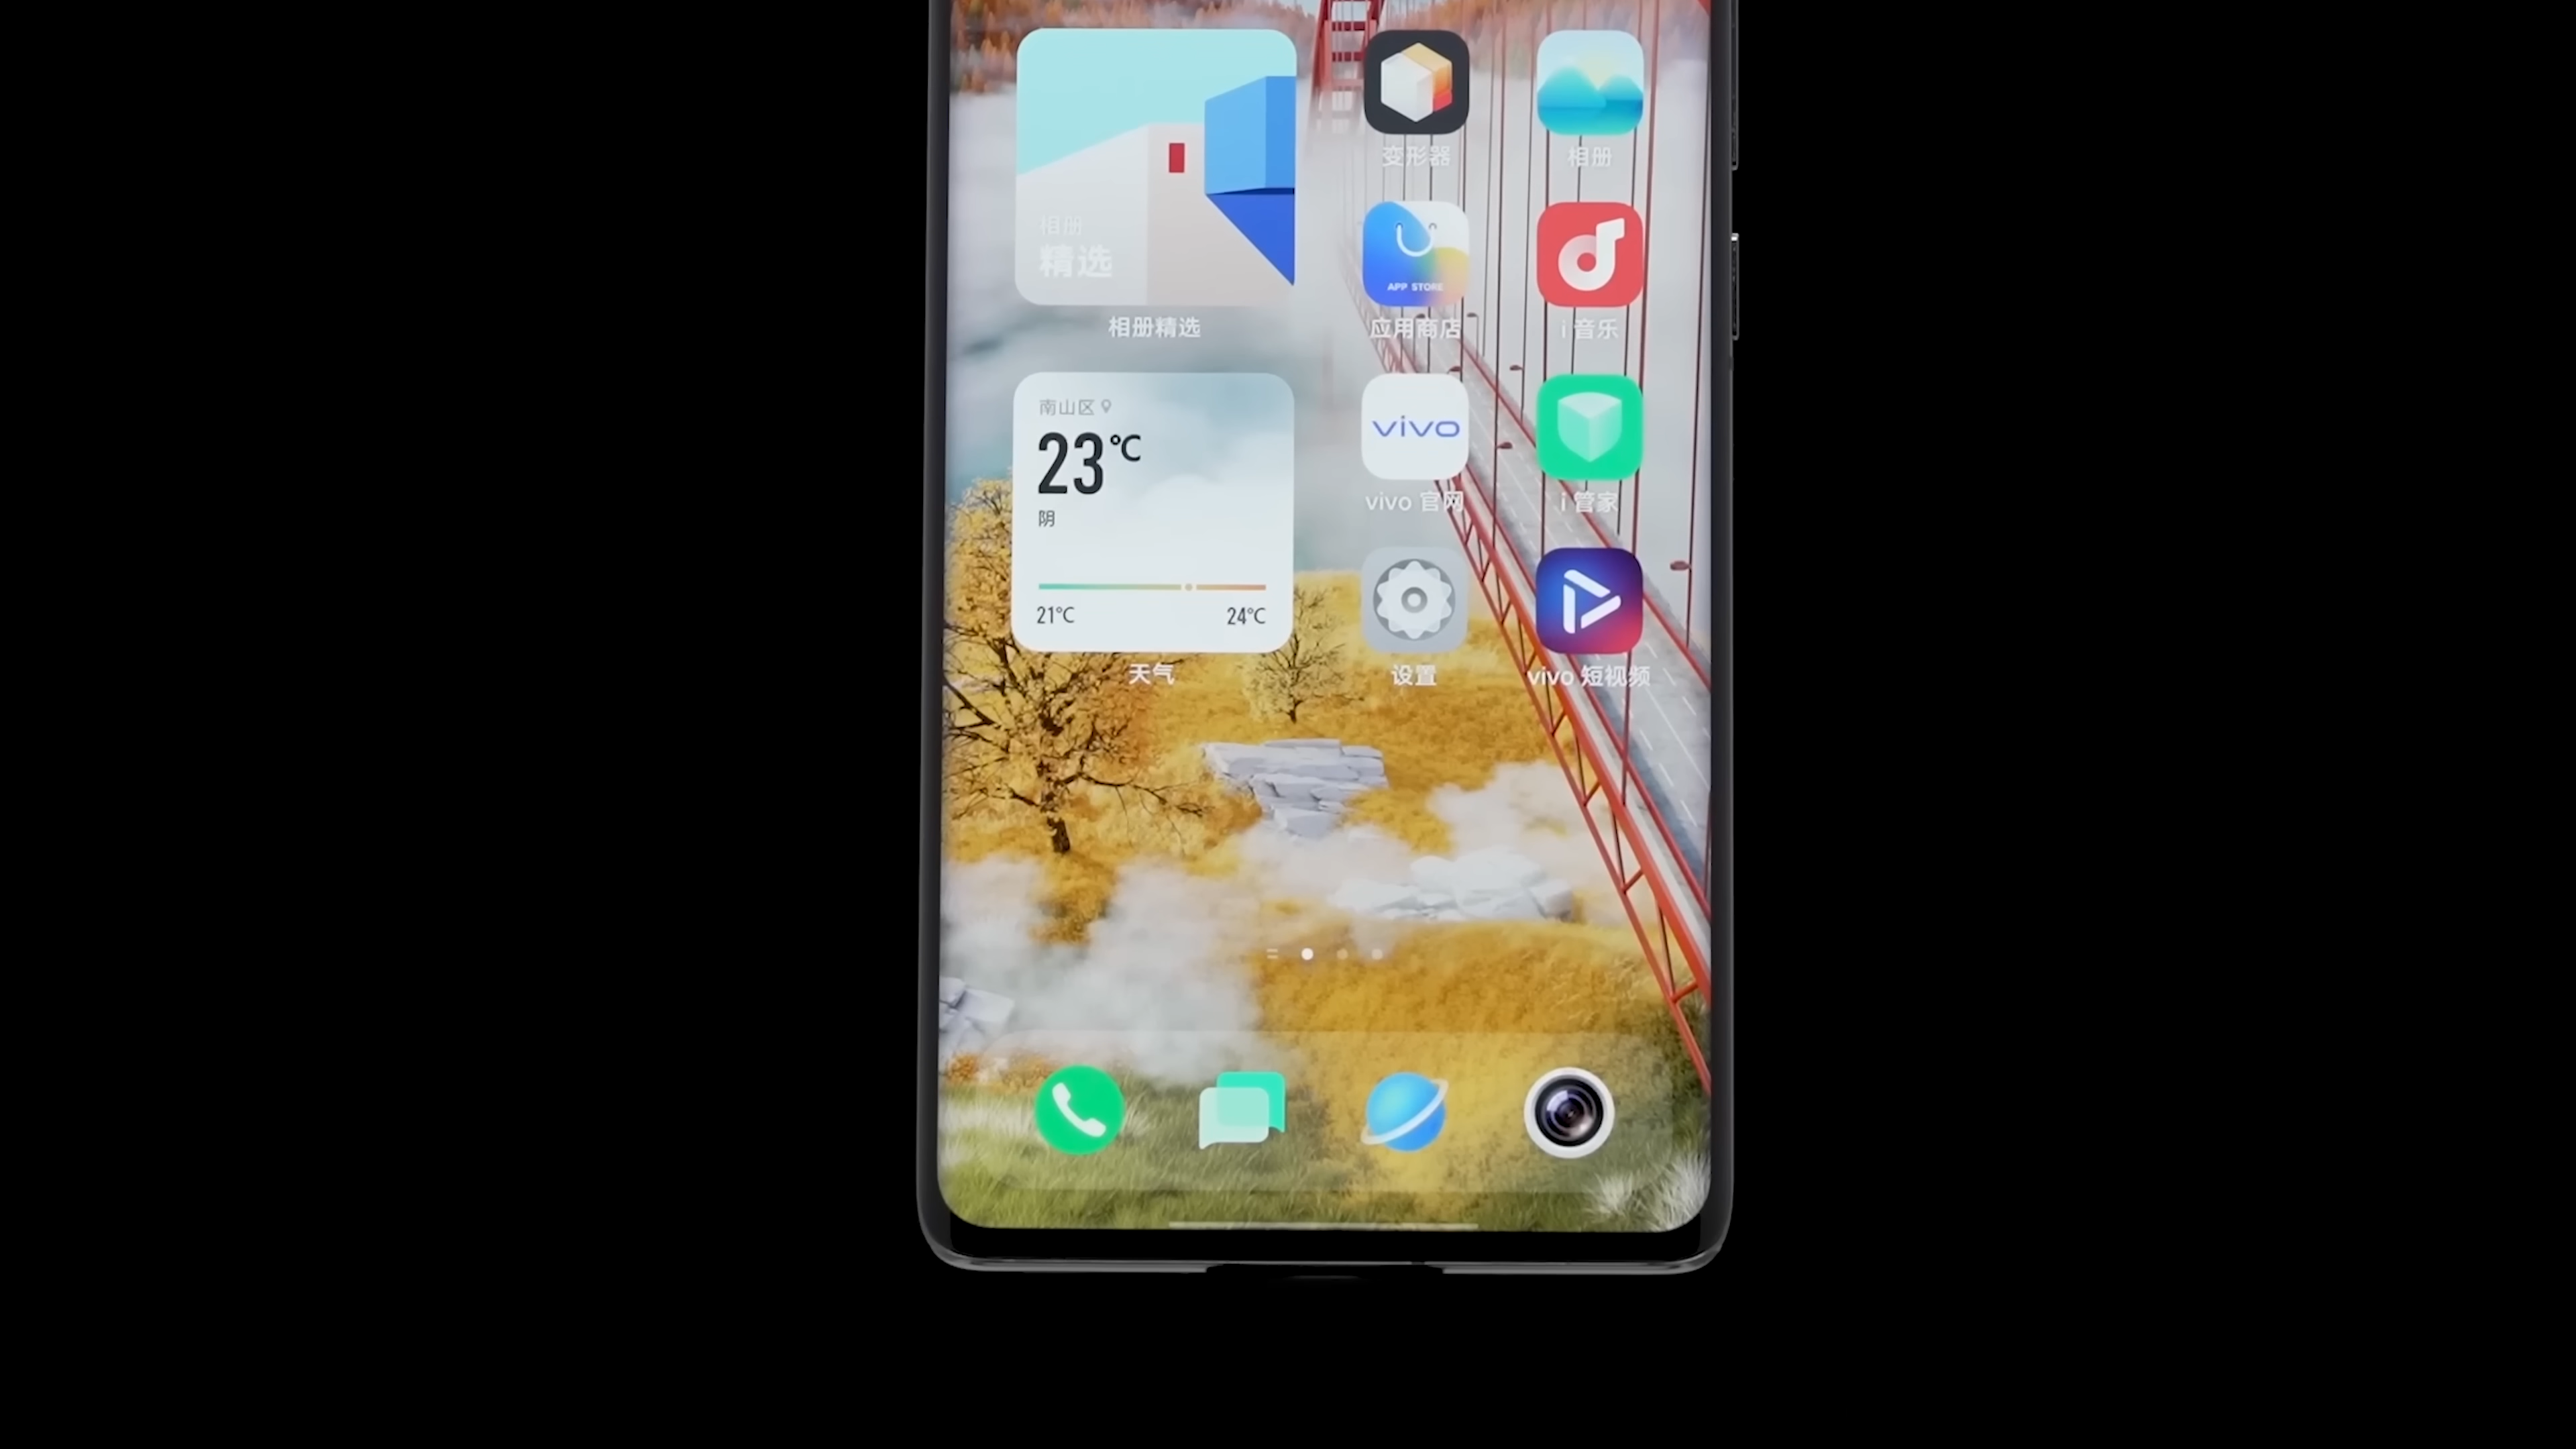 变形器
相册
相册
精选
相册精选
APP STORE
应用商店
i 音乐
南山区
23℃
阴
21℃
24℃
天气
vivo
vivo 官网
i 管家
设置
vivo 短视频